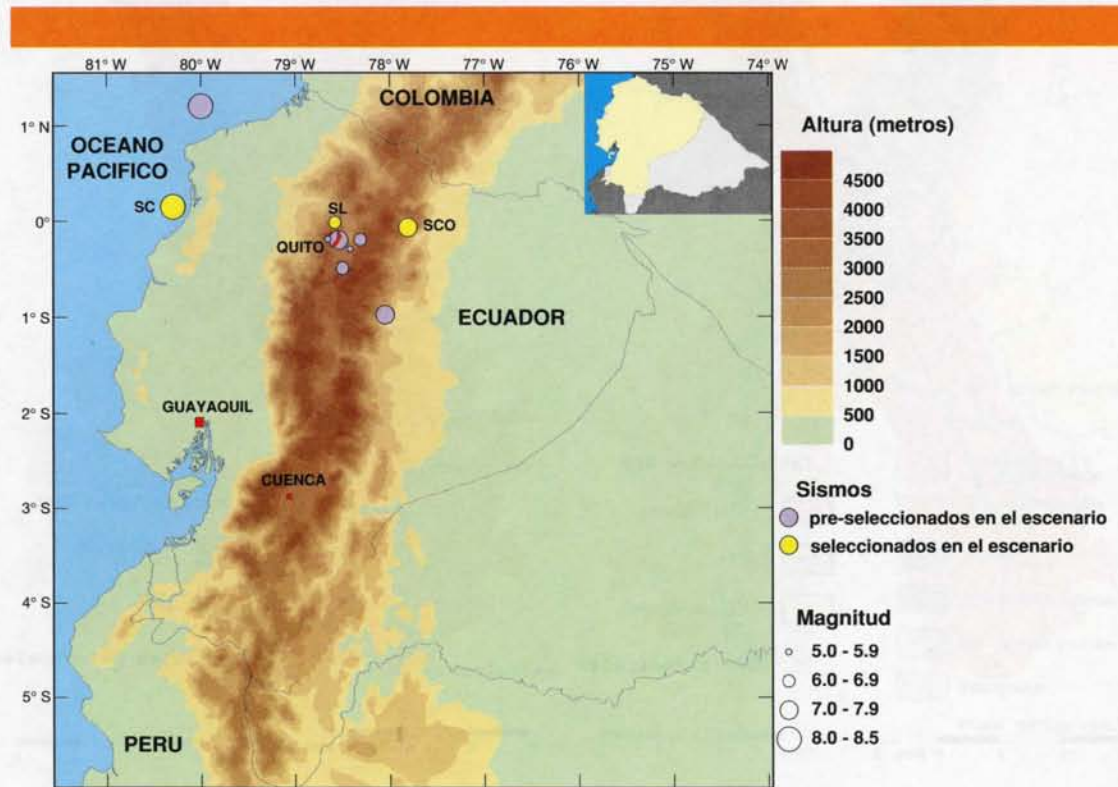 81° W 80° W 79° W 78° W 77° W 76° W 75° W 74° W
COLOMBIA
1° N
OCEANO
PACIFICO
SC
SL
SCO
0°
QUITO
ECUADOR
1° S
2° S
GUAYAQUIL
CUENCA
3° S
4° S
5° S
PERU
Altura (metros)
4500
4000
3500
3000
2500
2000
1500
1000
500
0
Sismos
pre-seleccionados en el escenario
seleccionados en el escenario
Magnitud
5.0 - 5.9
6.0 - 6.9
7.0 - 7.9
8.0 - 8.5